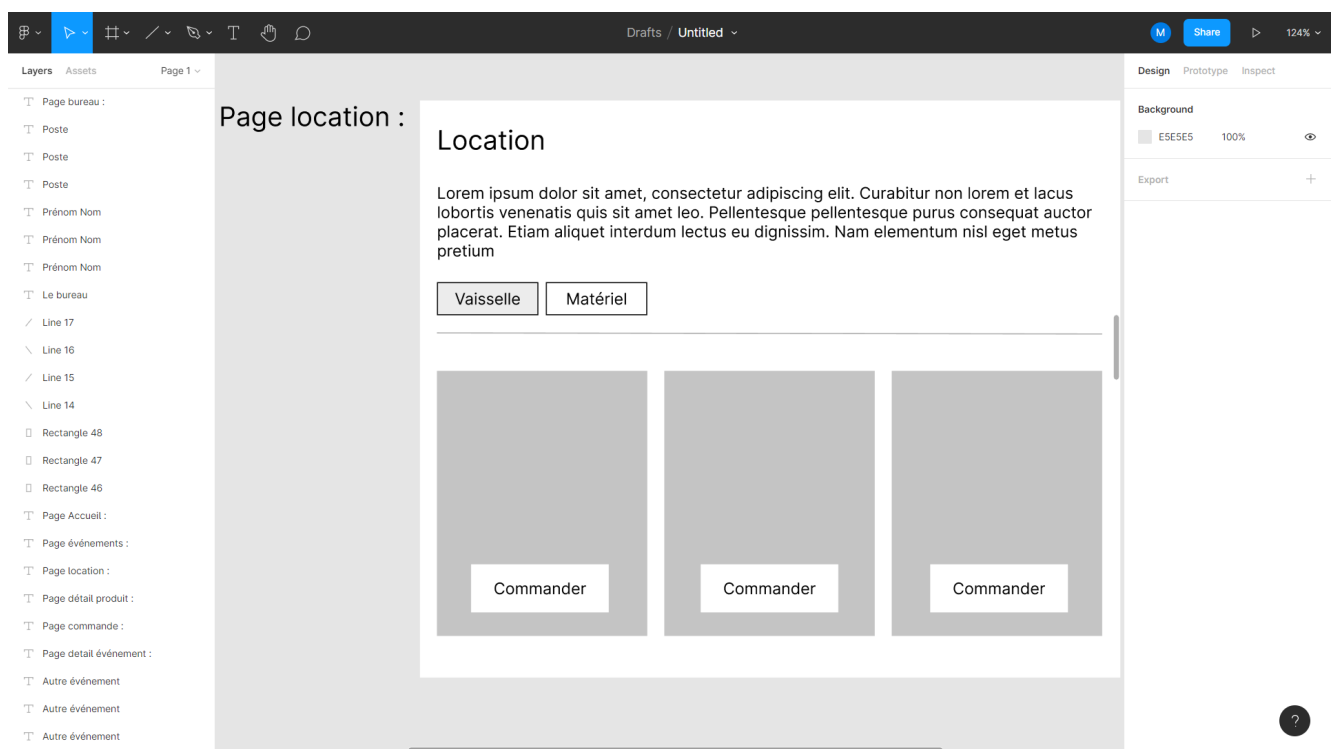 Drafts / Untitled
M
Share
124%
Layers Assets Page 1
Page bureau :
Poste
Poste
Poste
Prénom Nom
Prénom Nom
Prénom Nom
Le bureau
Line 17
Line 16
Line 15
Line 14
Rectangle 48
Rectangle 47
Rectangle 46
Page Accueil :
Page événements :
Page location :
Page détail produit :
Page commande :
Page detail événement :
Autre événement
Autre événement
Autre événement
Page location :
Location
Lorem ipsum dolor sit amet, consectetur adipiscing elit. Curabitur non lorem et lacus
lobortis venenatis quis sit amet leo. Pellentesque pellentesque purus consequat auctor
placerat. Etiam aliquet interdum lectus eu dignissim. Nam elementum nisl eget metus
pretium
Vaisselle Matériel
Commander Commander Commander
Design Prototype Inspect
Background
E5E5E5 100%
Export
?